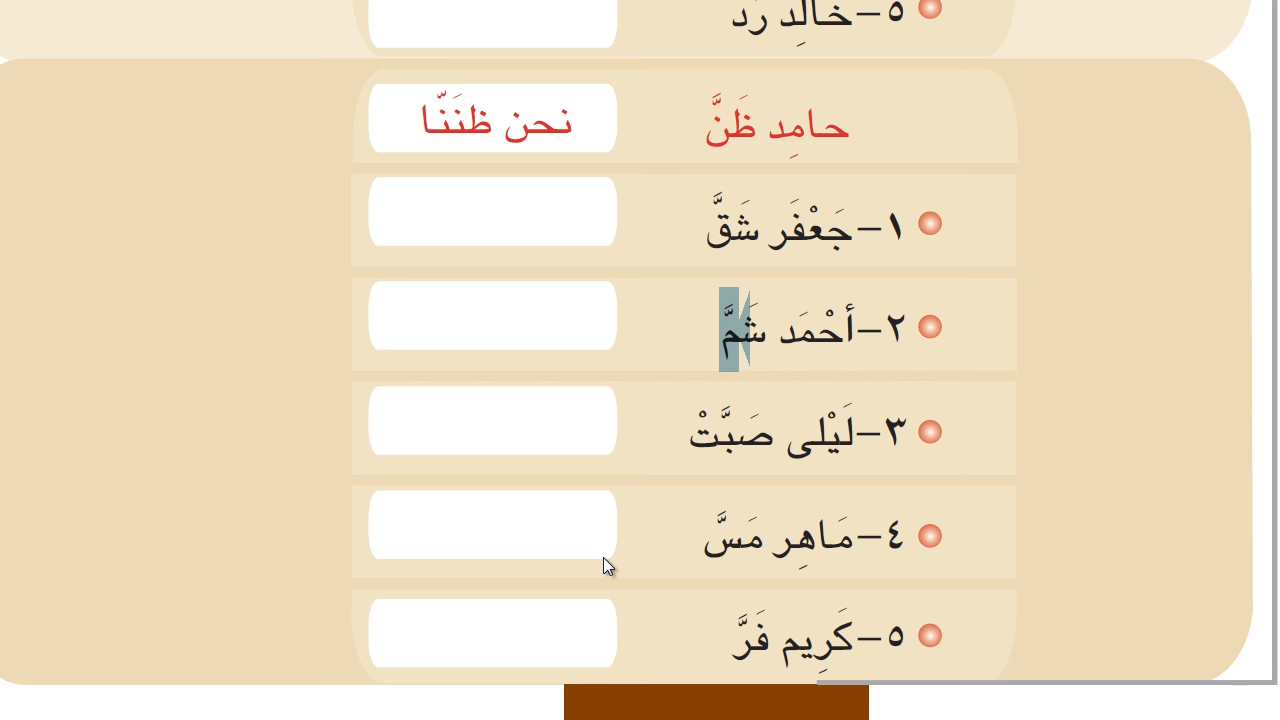 ٥–خالِد رَد
حامِد ظَنَّ نحن ظنَنّا
١–جَعْفَر شَقَّ
٢–أحْمَد شَمَّ
٣–لَيْلى صَبَّتْ
٤–مَاهِر مَسَّ
٥–كَرِيم فَرَّ